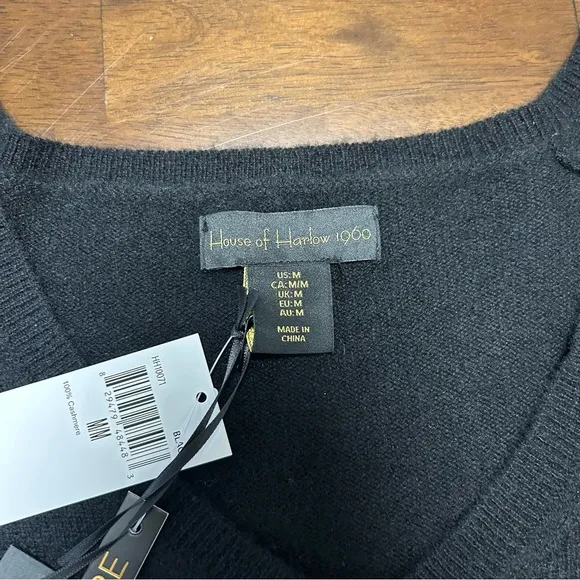 House of Harlow 1960
US: M
CA: M/M
UK: M
EU: M
AU: M
MADE IN
CHINA
HH10071
8 29479 48448 3
100% Cashmere